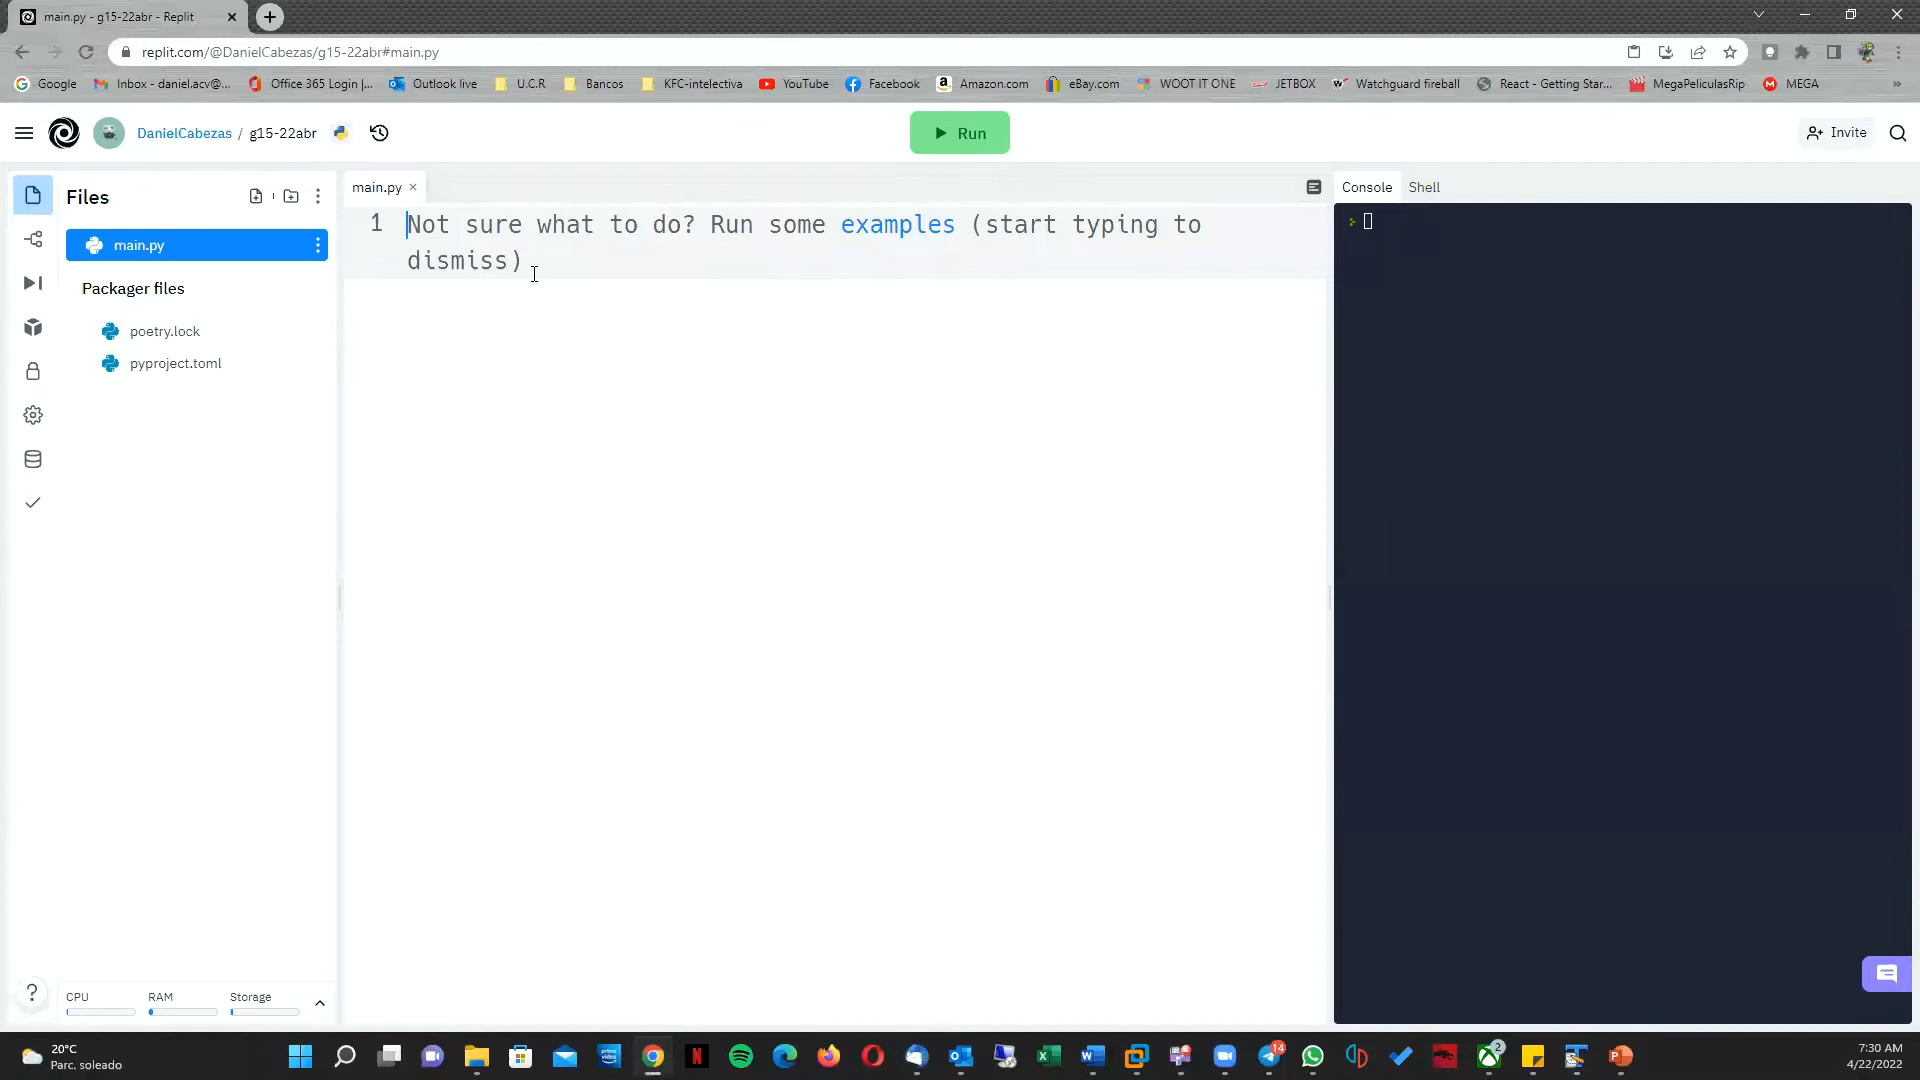 main.py - g15-22abr - Replit
replit.com/@DanielCabezas/g15-22abr#main.py
Google Inbox - daniel.acv@... Office 365 Login |... Outlook live U.C.R Bancos KFC-intelectiva YouTube Facebook Amazon.com eBay.com WOOT IT ONE JETBOX Watchguard fireball React - Getting Star... MegaPeliculasRip MEGA »
DanielCabezas / g15-22abr Run Invite
Files
main.py
Packager files
poetry.lock
pyproject.toml
CPU RAM Storage
main.py
1 Not sure what to do? Run some examples (start typing to
dismiss)
Console Shell
20°C
Parc. soleado
14
2
7:30 AM
4/22/2022